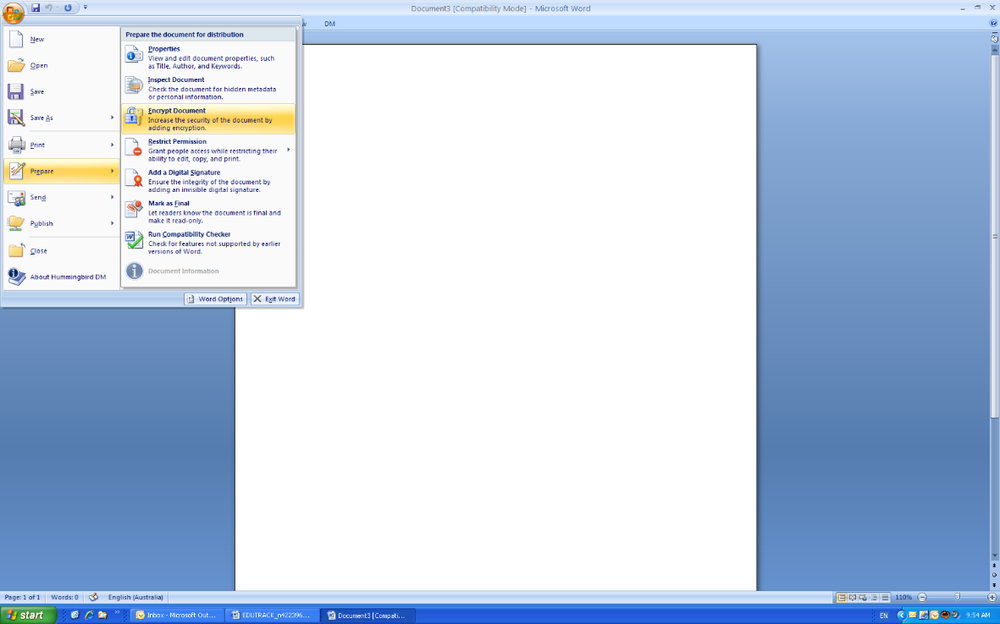 Document3 [Compatibility Mode] - Microsoft Word
DM
New
Open
Save
Save As
Print
Prepare
Send
Publish
Close
About Hummingbird DM
Prepare the document for distribution
Properties
View and edit document properties, such
as Title, Author, and Keywords.
Inspect Document
Check the document for hidden metadata
or personal information.
Encrypt Document
Increase the security of the document by
adding encryption.
Restrict Permission
Grant people access while restricting their
ability to edit, copy, and print.
Add a Digital Signature
Ensure the integrity of the document by
adding an invisible digital signature.
Mark as Final
Let readers know the document is final and
make it read-only.
Run Compatibility Checker
Check for features not supported by earlier
versions of Word.
Document Information
Word Options
Exit Word
Page: 1 of 1
Words: 0
English (Australia)
110%
start
Inbox - Microsoft Out...
EDUTRACK_n422396...
Document3 [Compati...
EN
9:54 AM